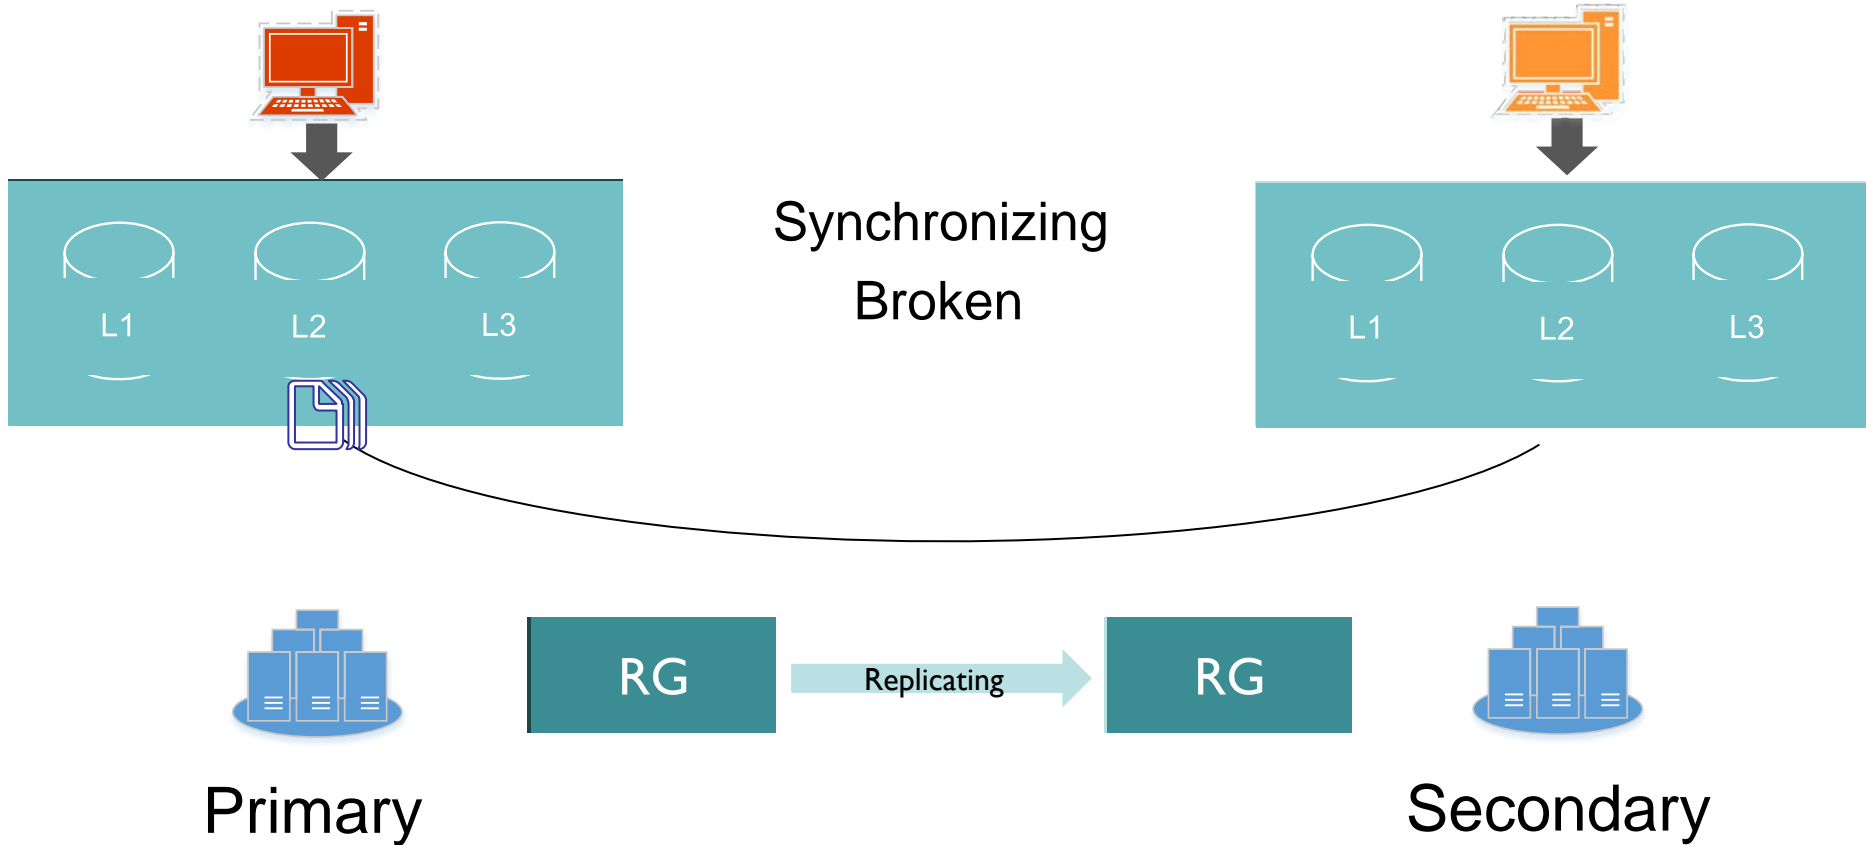 Synchronizing
Broken
L1
L2
L3
L1
L2
L3
RG
Replicating
RG
Primary
Secondary